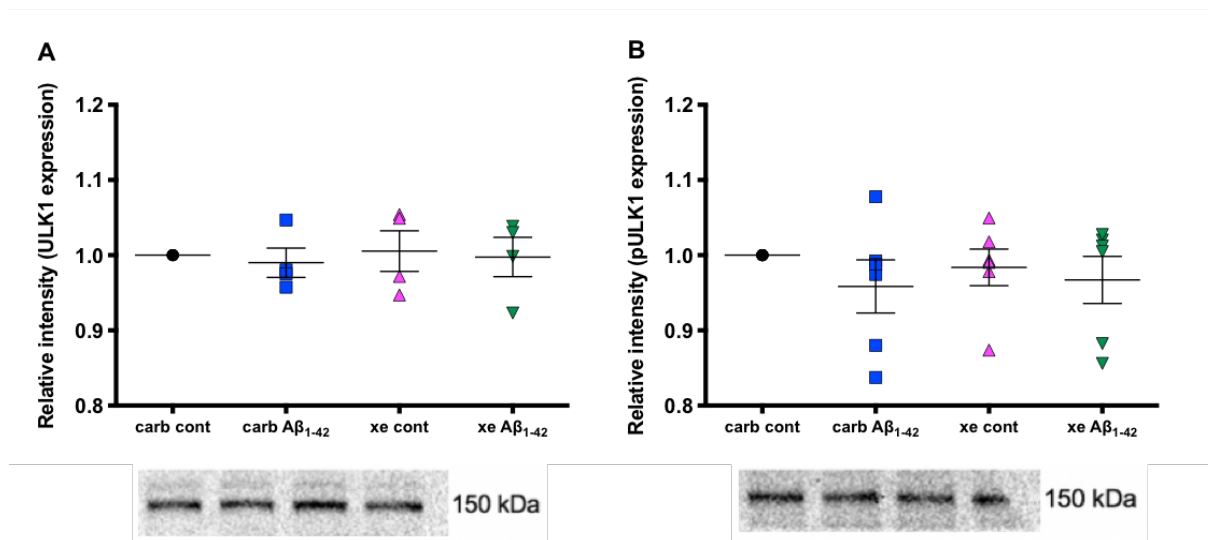 A
Relative intensity (ULK1 expression)
1.2
1.1
1.0
0.9
0.8
carb cont
carb Aβ₁₋₄₂
xe cont
xe Aβ₁₋₄₂
150 kDa
B
Relative intensity (pULK1 expression)
1.2
1.1
1.0
0.9
0.8
carb cont
carb Aβ₁₋₄₂
xe cont
xe Aβ₁₋₄₂
150 kDa